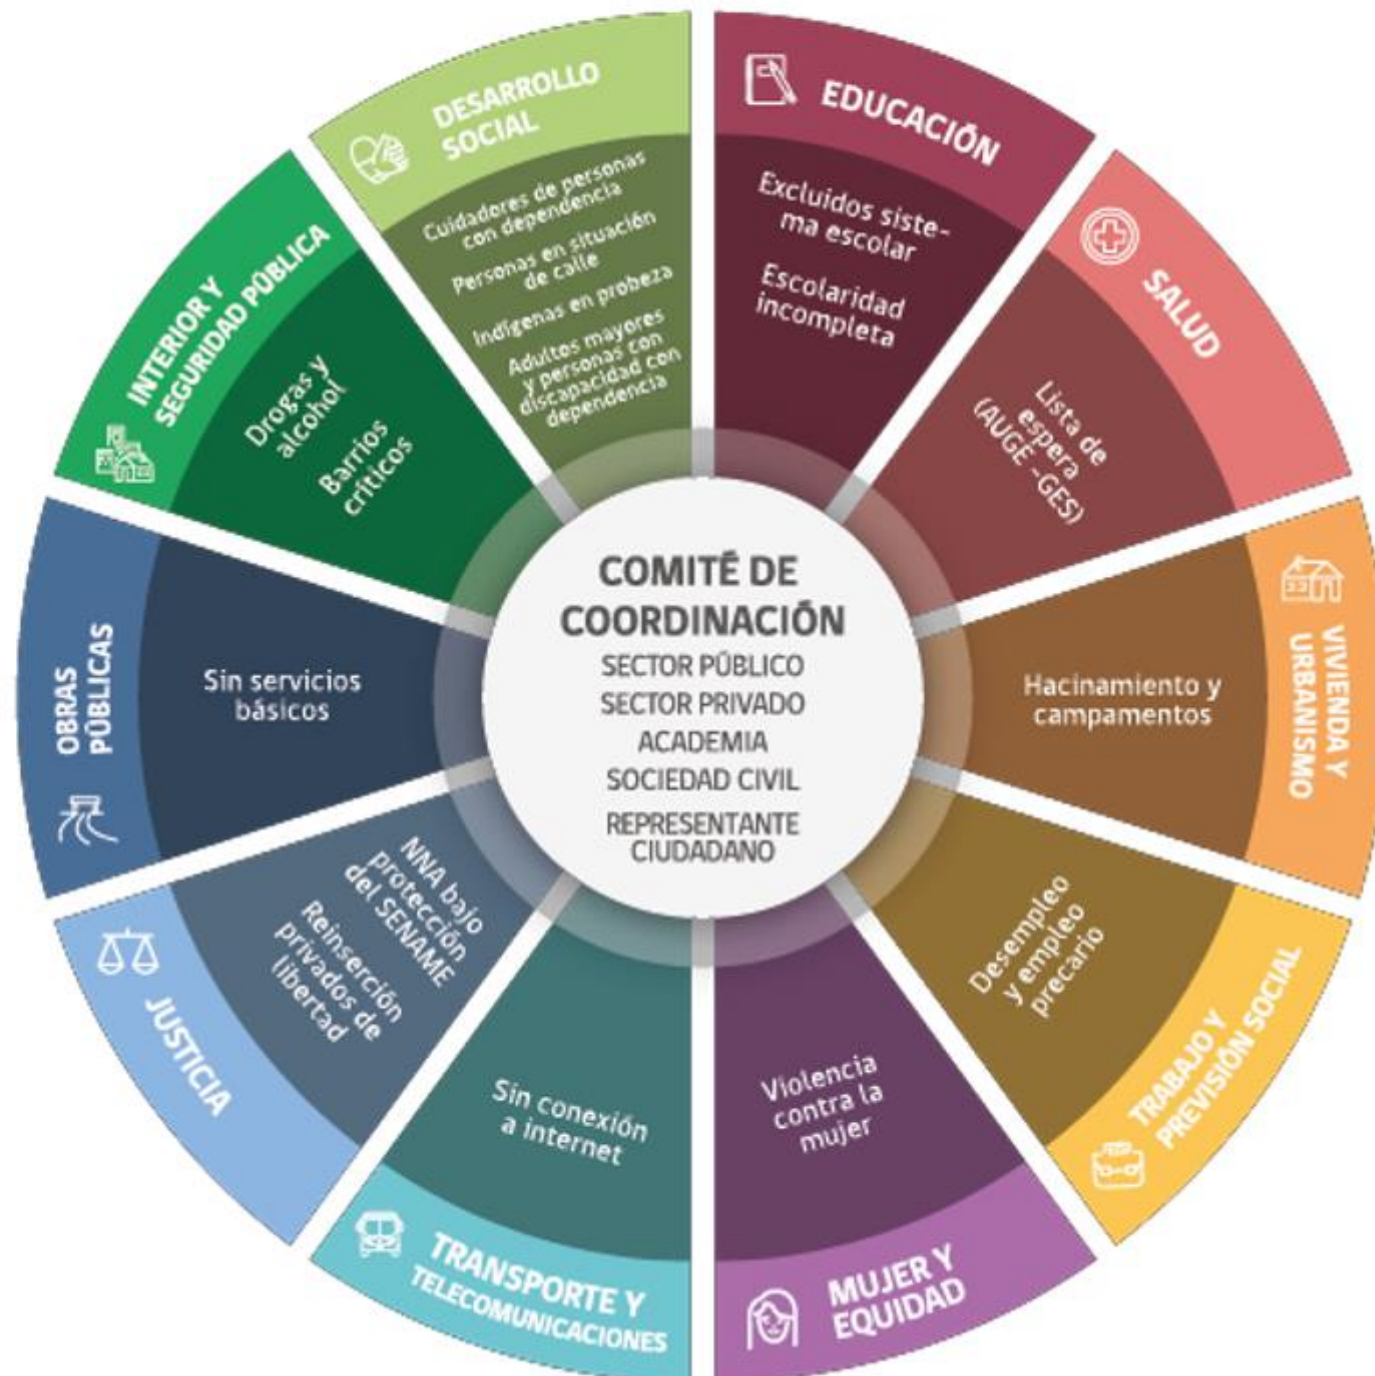 COMITÉ DE
COORDINACIÓN
SECTOR PÚBLICO
SECTOR PRIVADO
ACADEMIA
SOCIEDAD CIVIL
REPRESENTANTE
CIUDADANO
EDUCACIÓN
Excluidos siste-
ma escolar
Escolaridad
incompleta
SALUD
Lista de
espera
(AUGE -GES)
VIVIENDA Y
URBANISMO
Hacinamiento y
campamentos
TRABAJO Y
PREVISIÓN SOCIAL
Desempleo
y empleo
precario
MUJER Y
EQUIDAD
Violencia
contra la
mujer
TRANSPORTE Y
TELECOMUNICACIONES
Sin conexión
a internet
JUSTICIA
NNA bajo
protección
del SENAME
Reinserción
privados de
libertad
OBRAS
PÚBLICAS
Sin servicios
básicos
INTERIOR Y
SEGURIDAD PÚBLICA
Drogas y
alcohol
Barrios
críticos
DESARROLLO
SOCIAL
Cuidadores de personas
con dependencia
Personas en situación
de calle
Indígenas en probeza
Adultos mayores
y personas con
discapacidad con
dependencia